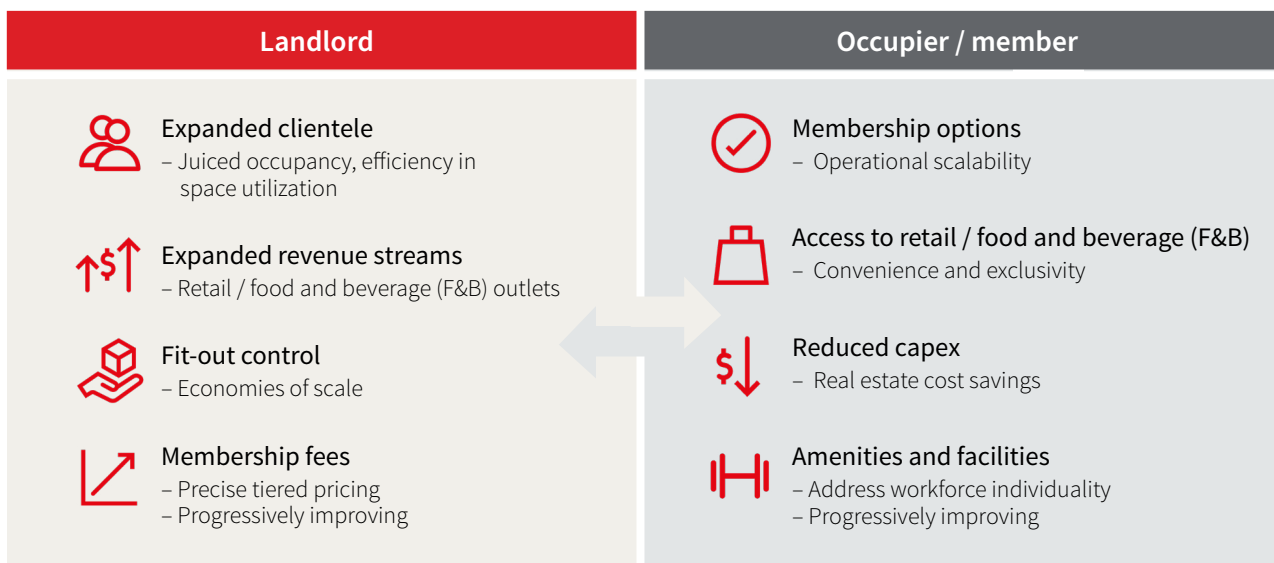 Landlord
Expanded clientele
– Juiced occupancy, efficiency in
space utilization
Expanded revenue streams
– Retail / food and beverage (F&B) outlets
Fit-out control
– Economies of scale
Membership fees
– Precise tiered pricing
– Progressively improving
Occupier / member
Membership options
– Operational scalability
Access to retail / food and beverage (F&B)
– Convenience and exclusivity
Reduced capex
– Real estate cost savings
Amenities and facilities
– Address workforce individuality
– Progressively improving